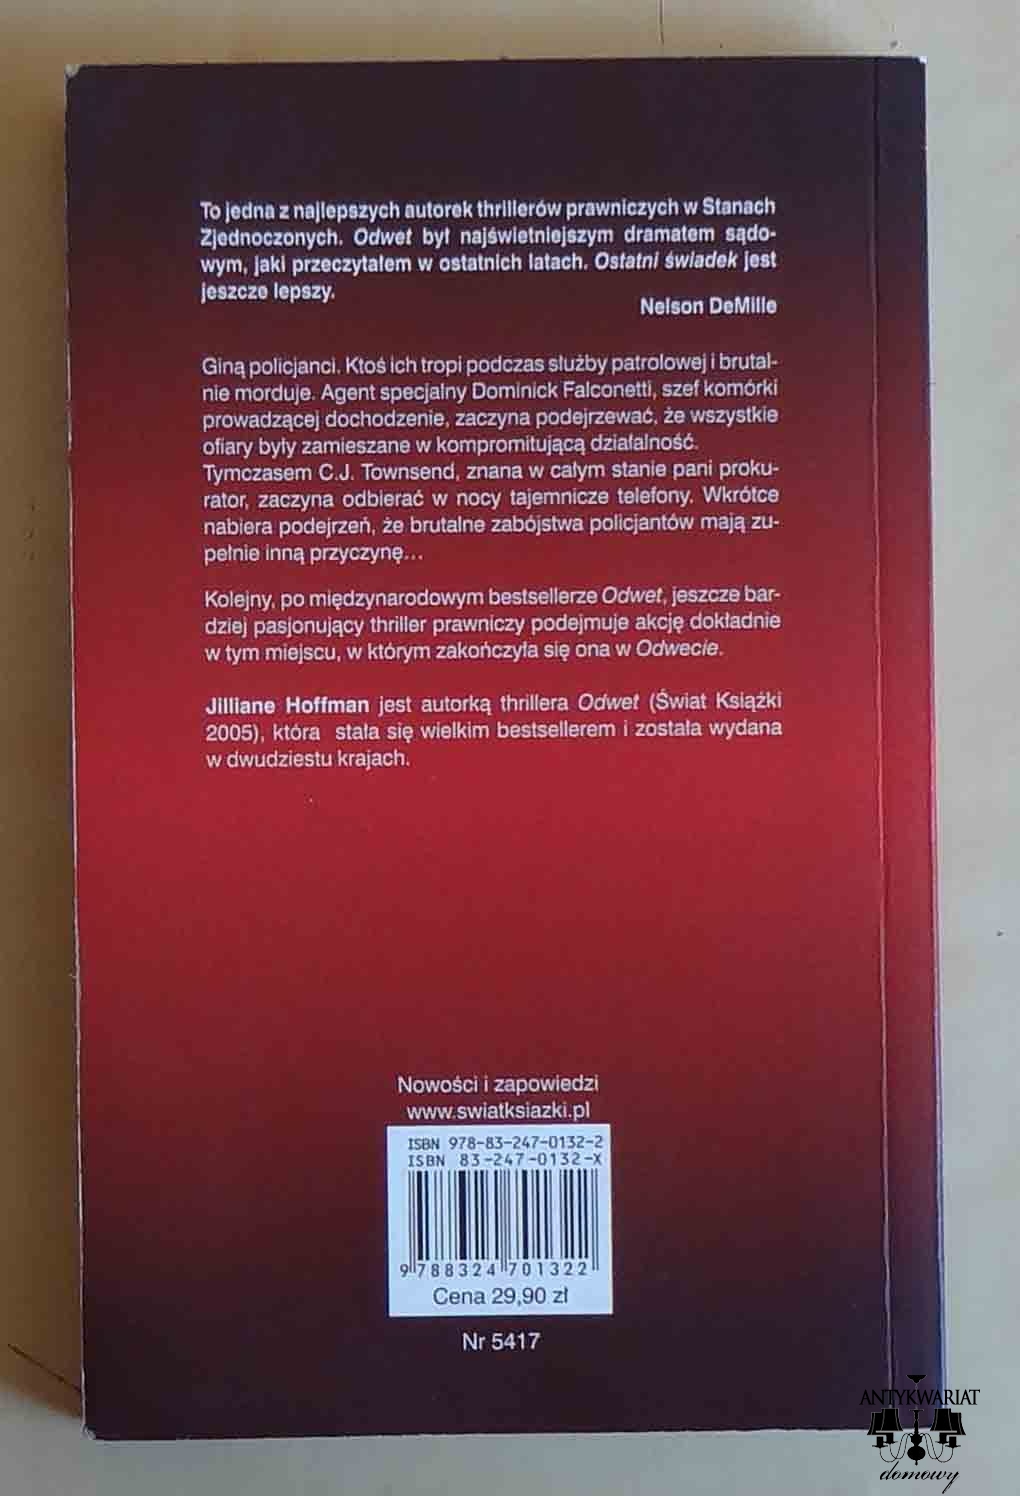 To jedna z najlepszych autorek thrillerów prawniczych w Stanach
Zjednoczonych. Odwet był najświetniejszym dramatem sądo-
wym, jaki przeczytałem w ostatnich latach. Ostatni świadek jest
jeszcze lepszy.
Nelson DeMille
Giną policjanci. Ktoś ich tropi podczas służby patrolowej i brutal-
nie morduje. Agent specjalny Dominick Falconetti, szef komórki
prowadzącej dochodzenie, zaczyna podejrzewać, że wszystkie
ofiary były zamieszane w kompromitującą działalność.
Tymczasem C.J. Townsend, znana w całym stanie pani proku-
rator, zaczyna odbierać w nocy tajemnicze telefony. Wkrótce
nabiera podejrzeń, że brutalne zabójstwa policjantów mają zu-
pełnie inną przyczynę...
Kolejny, po międzynarodowym bestsellerze Odwet, jeszcze bar-
dziej pasjonujący thriller prawniczy podejmuje akcję dokładnie
w tym miejscu, w którym zakończyła się ona w Odwecie.
Jilliane Hoffman jest autorką thrillera Odwet (Świat Książki
2005), która stała się wielkim bestsellerem i została wydana
w dwudziestu krajach.
Nowości i zapowiedzi
www.swiatksiazki.pl
ISBN 978-83-247-0132-2
ISBN 83-247-0132-X
9 788324 701322
Cena 29,90 zł
Nr 5417
ANTYKWARIAT
domowy